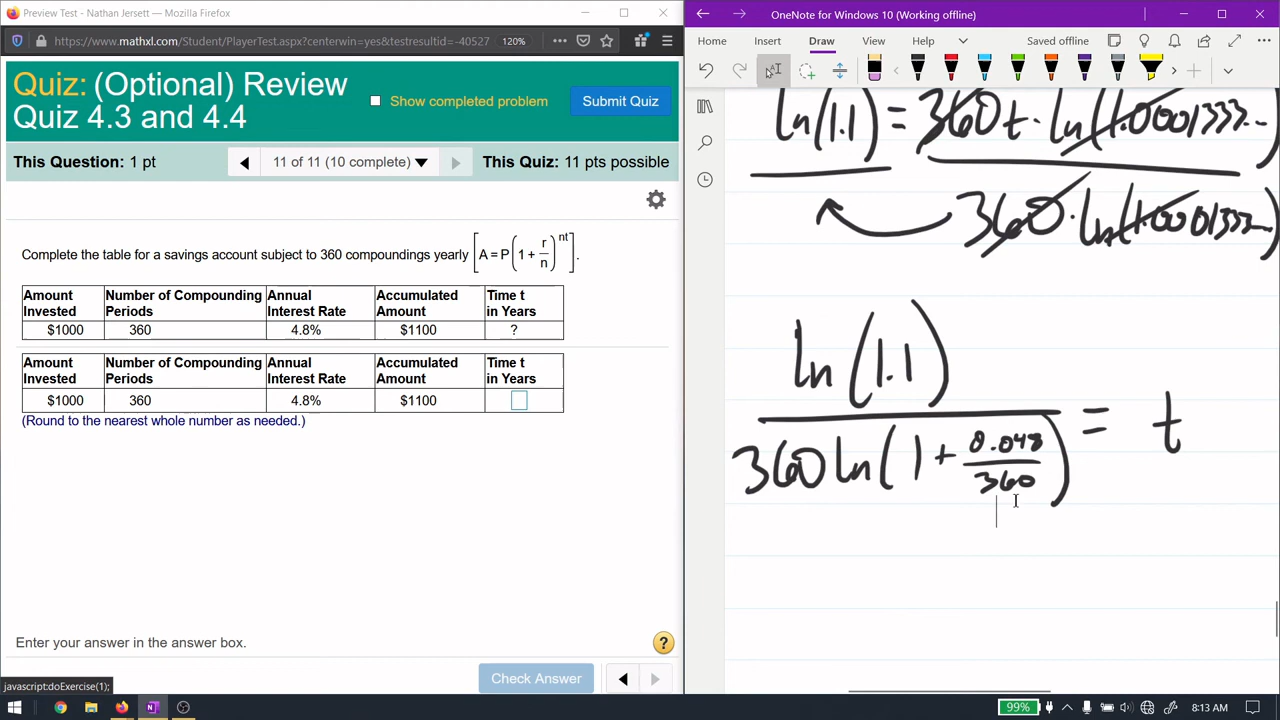 Preview Test - Nathan Jersett — Mozilla Firefox
https://www.mathxl.com/Student/PlayerTest.aspx?centerwin=yes&testresultid=-40527
120%
Quiz: (Optional) Review
Quiz 4.3 and 4.4
Show completed problem
Submit Quiz
This Question: 1 pt
11 of 11 (10 complete)
This Quiz: 11 pts possible
Complete the table for a savings account subject to 360 compoundings yearly [A = P(1 + r/n)^nt].
Amount Invested Number of Compounding Periods Annual Interest Rate Accumulated Amount Time t in Years
$1000 360 4.8% $1100 ?
Amount Invested Number of Compounding Periods Annual Interest Rate Accumulated Amount Time t in Years
$1000 360 4.8% $1100
(Round to the nearest whole number as needed.)
Enter your answer in the answer box.
?
Check Answer
javascript:doExercise(1);
OneNote for Windows 10 (Working offline)
Home Insert Draw View Help
Saved offline
ln(1.1) = 360t · ln(1.0001333...)
360 · ln(1.0001333...)
ln(1.1)
360 ln(1 + 0.048/360) = t
99%
8:13 AM